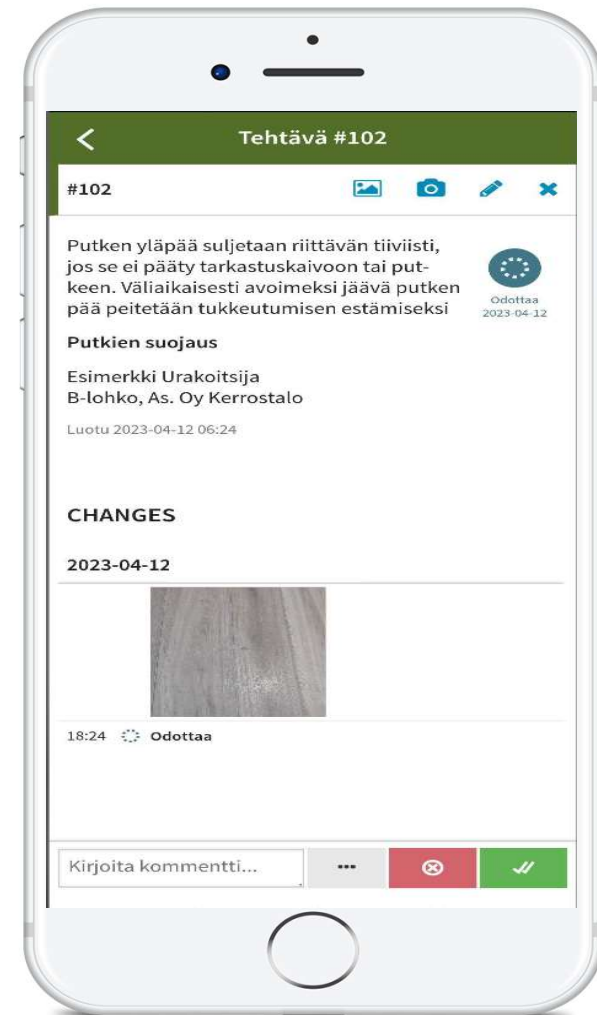 Tehtävä #102
#102
Putken yläpää suljetaan riittävän tiiviisti,
jos se ei pääty tarkastuskaivoon tai put-
keen. Väliaikaisesti avoimeksi jäävä putken
pää peitetään tukkeutumisen estämiseksi
Odottaa
2023-04-12
Putkien suojaus
Esimerkki Urakoitsija
B-lohko, As. Oy Kerrostalo
Luotu 2023-04-12 06:24
CHANGES
2023-04-12
18:24 Odottaa
Kirjoita kommentti...